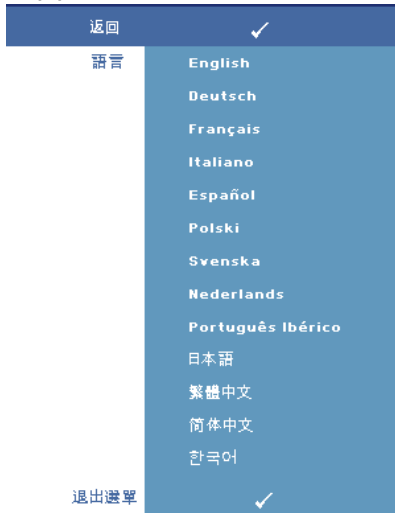 返回 ✓
語言 English
Deutsch
Français
Italiano
Español
Polski
Svenska
Nederlands
Português Ibérico
日本語
繁體中文
简体中文
한국어
退出選單 ✓